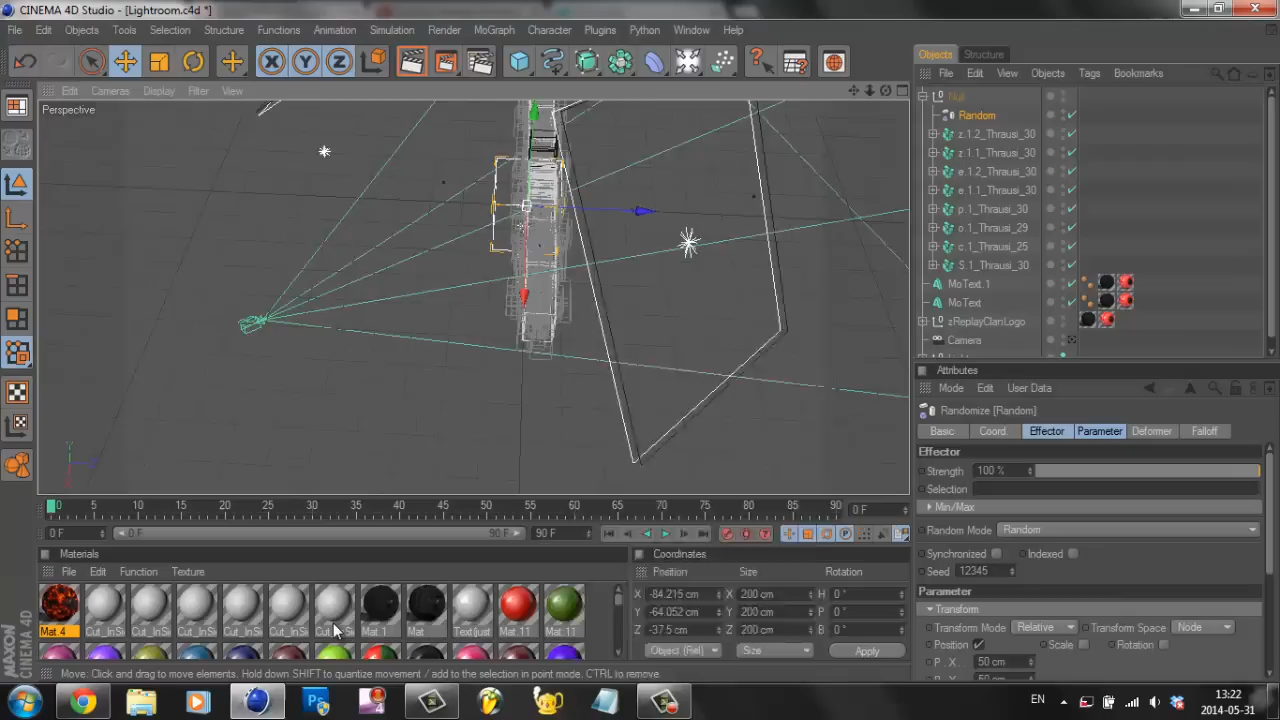 CINEMA 4D Studio - [Lightroom.c4d *]
File Edit Objects Tools Selection Structure Functions Animation Simulation Render MoGraph Character Plugins Python Window Help
Objects Structure
File Edit View Objects Tags Bookmarks
Edit Cameras Display Filter View
Perspective
Null
Random
z.1.2_Thrausi_30
z.1.1_Thrausi_30
e.1.2_Thrausi_30
e.1.1_Thrausi_30
p.1_Thrausi_30
o.1_Thrausi_29
c.1_Thrausi_25
S.1_Thrausi_30
MoText.1
MoText
zReplayClanLogo
Camera
Attributes
Mode Edit User Data
Randomize [Random]
Basic Coord. Effector Parameter Deformer Falloff
Effector
Strength 100 %
Selection
Min/Max
Random Mode Random
Synchronized Indexed
Seed 12345
Parameter
Transform
Transform Mode Relative Transform Space Node
Position Scale Rotation
P . X 50 cm
0 5 10 15 20 25 30 35 40 45 50 55 60 65 70 75 80 85 90 0 F
0 F 0 F 90 F 90 F
Materials
File Edit Function Texture
Mat.4 Cut_InSi Cut_InSi Cut_InSi Cut_InSi Cut_InSi Mat.1 Mat Text(just Mat.11 Mat.11
Coordinates
Position Size Rotation
X -84.215 cm X 200 cm H 0 °
Y -64.052 cm Y 200 cm P 0 °
Z -37.5 cm Z 200 cm B 0 °
Object (Rel) Size Apply
MAXON CINEMA 4D
Move: Click and drag to move elements. Hold down SHIFT to quantize movement / add to the selection in point mode, CTRL to remove.
EN 13:22
2014-05-31